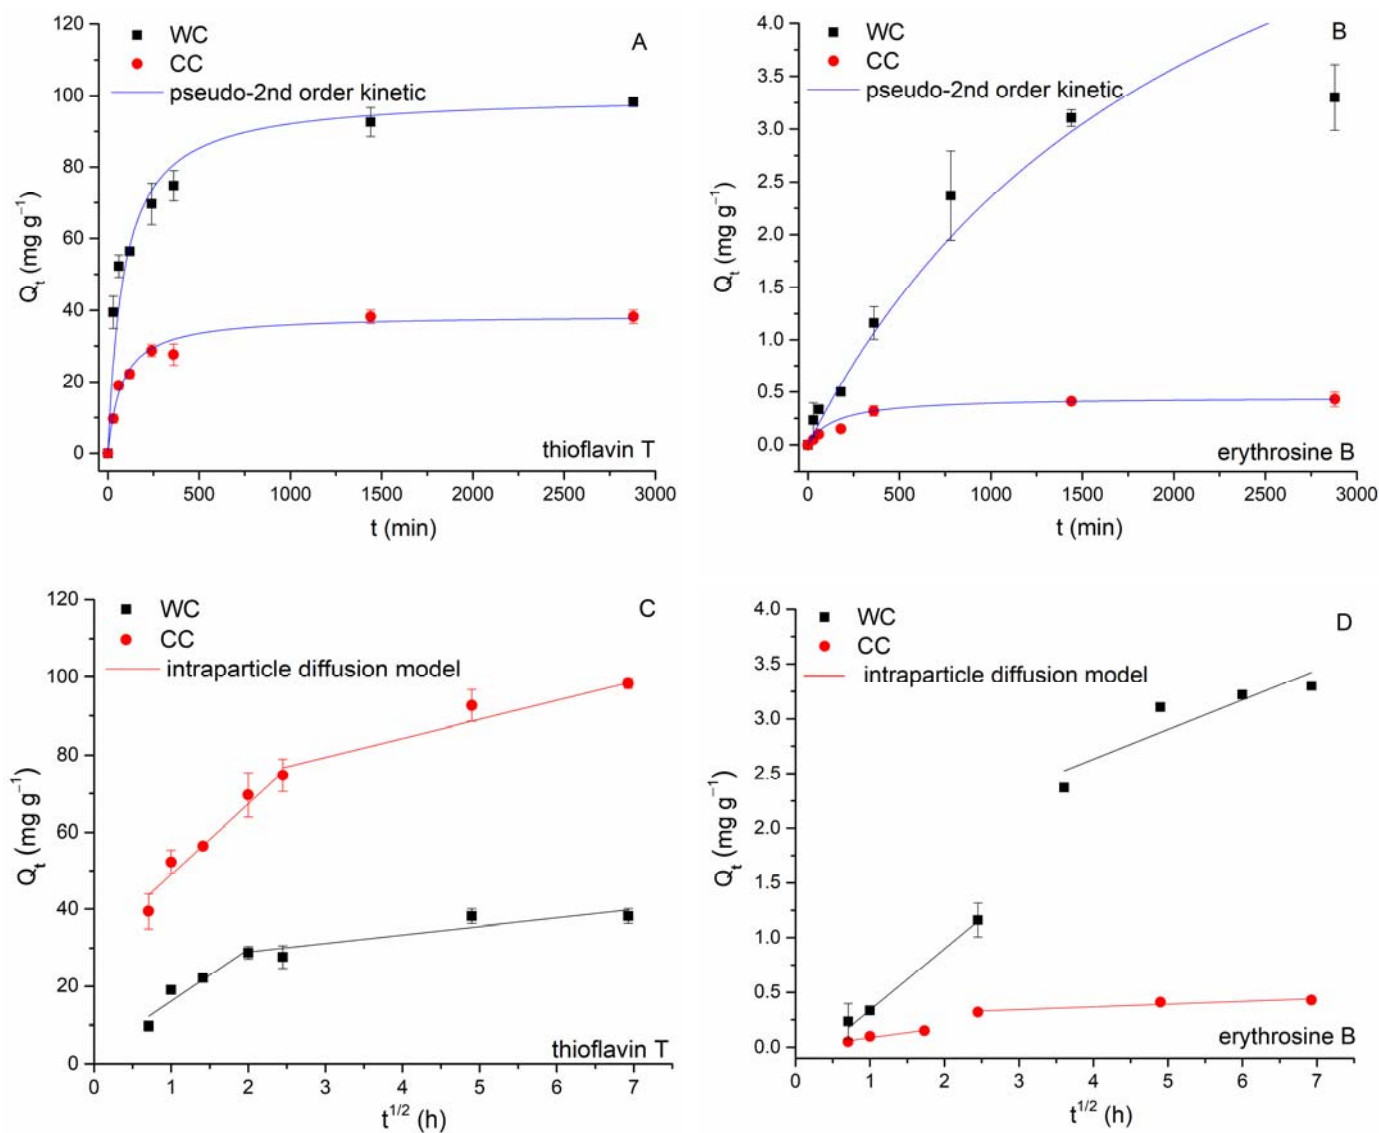 WC
CC
pseudo-2nd order kinetic
A
120
100
80
60
40
20
0
Qt (mg g⁻¹)
thioflavin T
0 500 1000 1500 2000 2500 3000
t (min)
WC
CC
pseudo-2nd order kinetic
B
4.0
3.5
3.0
2.5
2.0
1.5
1.0
0.5
0.0
Qt (mg g⁻¹)
erythrosine B
0 500 1000 1500 2000 2500 3000
t (min)
WC
CC
intraparticle diffusion model
C
120
100
80
60
40
20
0
Qt (mg g⁻¹)
thioflavin T
0 1 2 3 4 5 6 7
t1/2 (h)
WC
CC
intraparticle diffusion model
D
4.0
3.5
3.0
2.5
2.0
1.5
1.0
0.5
0.0
Qt (mg g⁻¹)
erythrosine B
0 1 2 3 4 5 6 7
t1/2 (h)